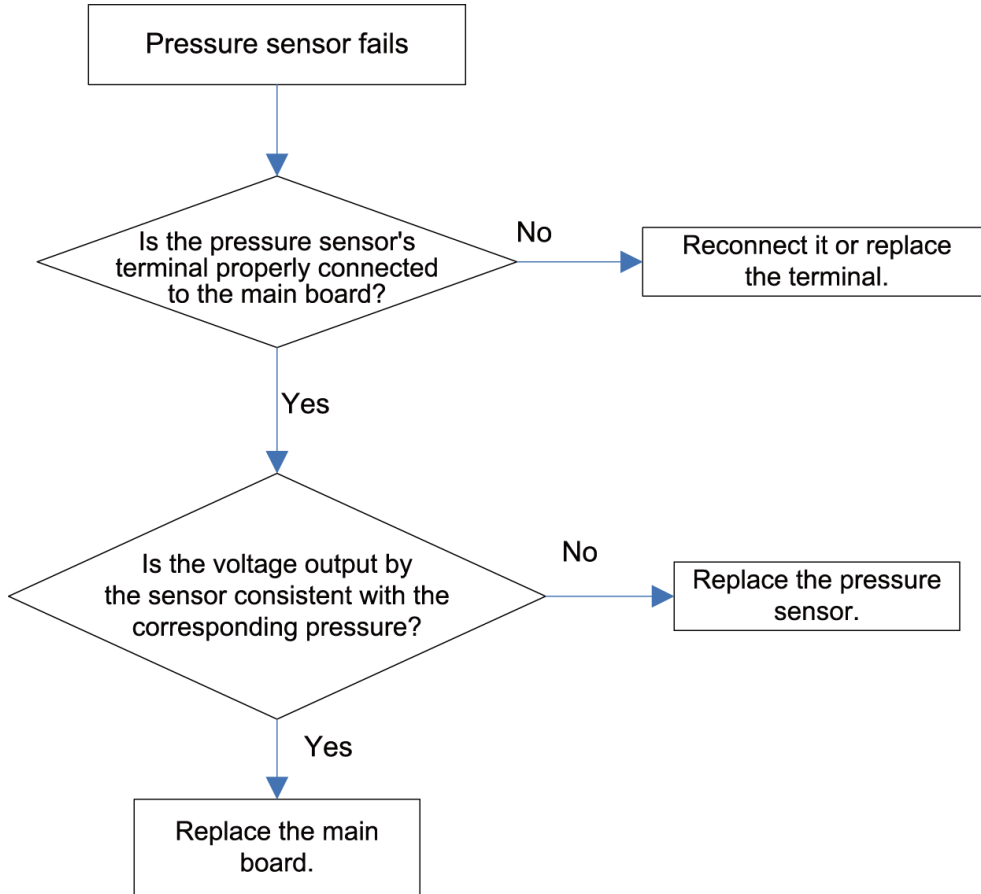 Pressure sensor fails
Is the pressure sensor's
terminal properly connected
to the main board?
No
Reconnect it or replace
the terminal.
Yes
Is the voltage output by
the sensor consistent with the
corresponding pressure?
No
Replace the pressure
sensor.
Yes
Replace the main
board.